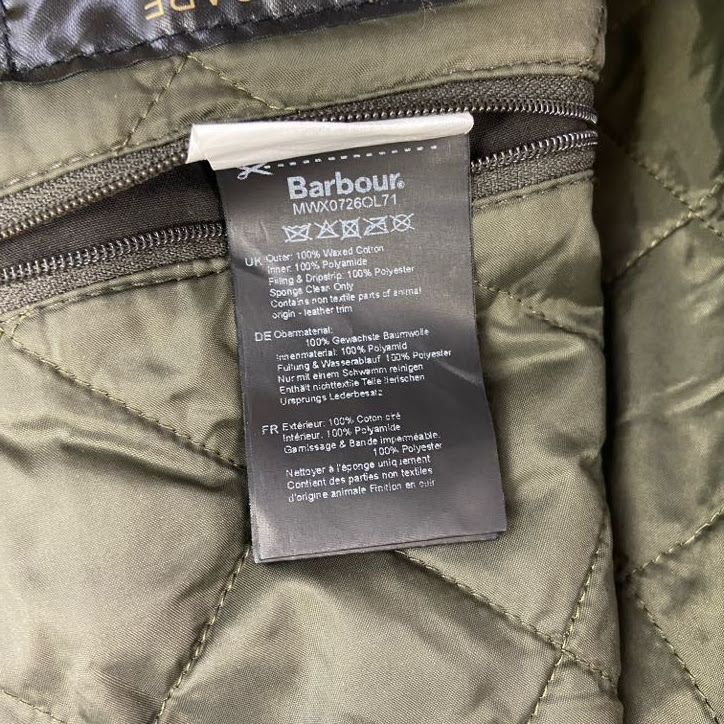 Barbour®
MWX0726OL71
UK Outer: 100% Waxed Cotton
Inner: 100% Polyamide
Filling & Dripstrip: 100% Polyester
Sponge Clean Only
Contains non textile parts of animal
origin - leather trim
DE Obermaterial:
100% Gewachste Baumwolle
Innenmaterial: 100% Polyamid
Fullung & Wasserablauf 100% Polyester
Nur mit einem Schwamm reinigen
Enthält nichttextile Teile tierischen
Ursprungs Lederbesatz
FR Extérieur: 100% Coton ciré
Intérieur: 100% Polyamide
Garnissage & Bande imperméable:
100% Polyester
Nettoyer à l'éponge uniquement
Contient des parties non textiles
d'origine animale Finition en cuir